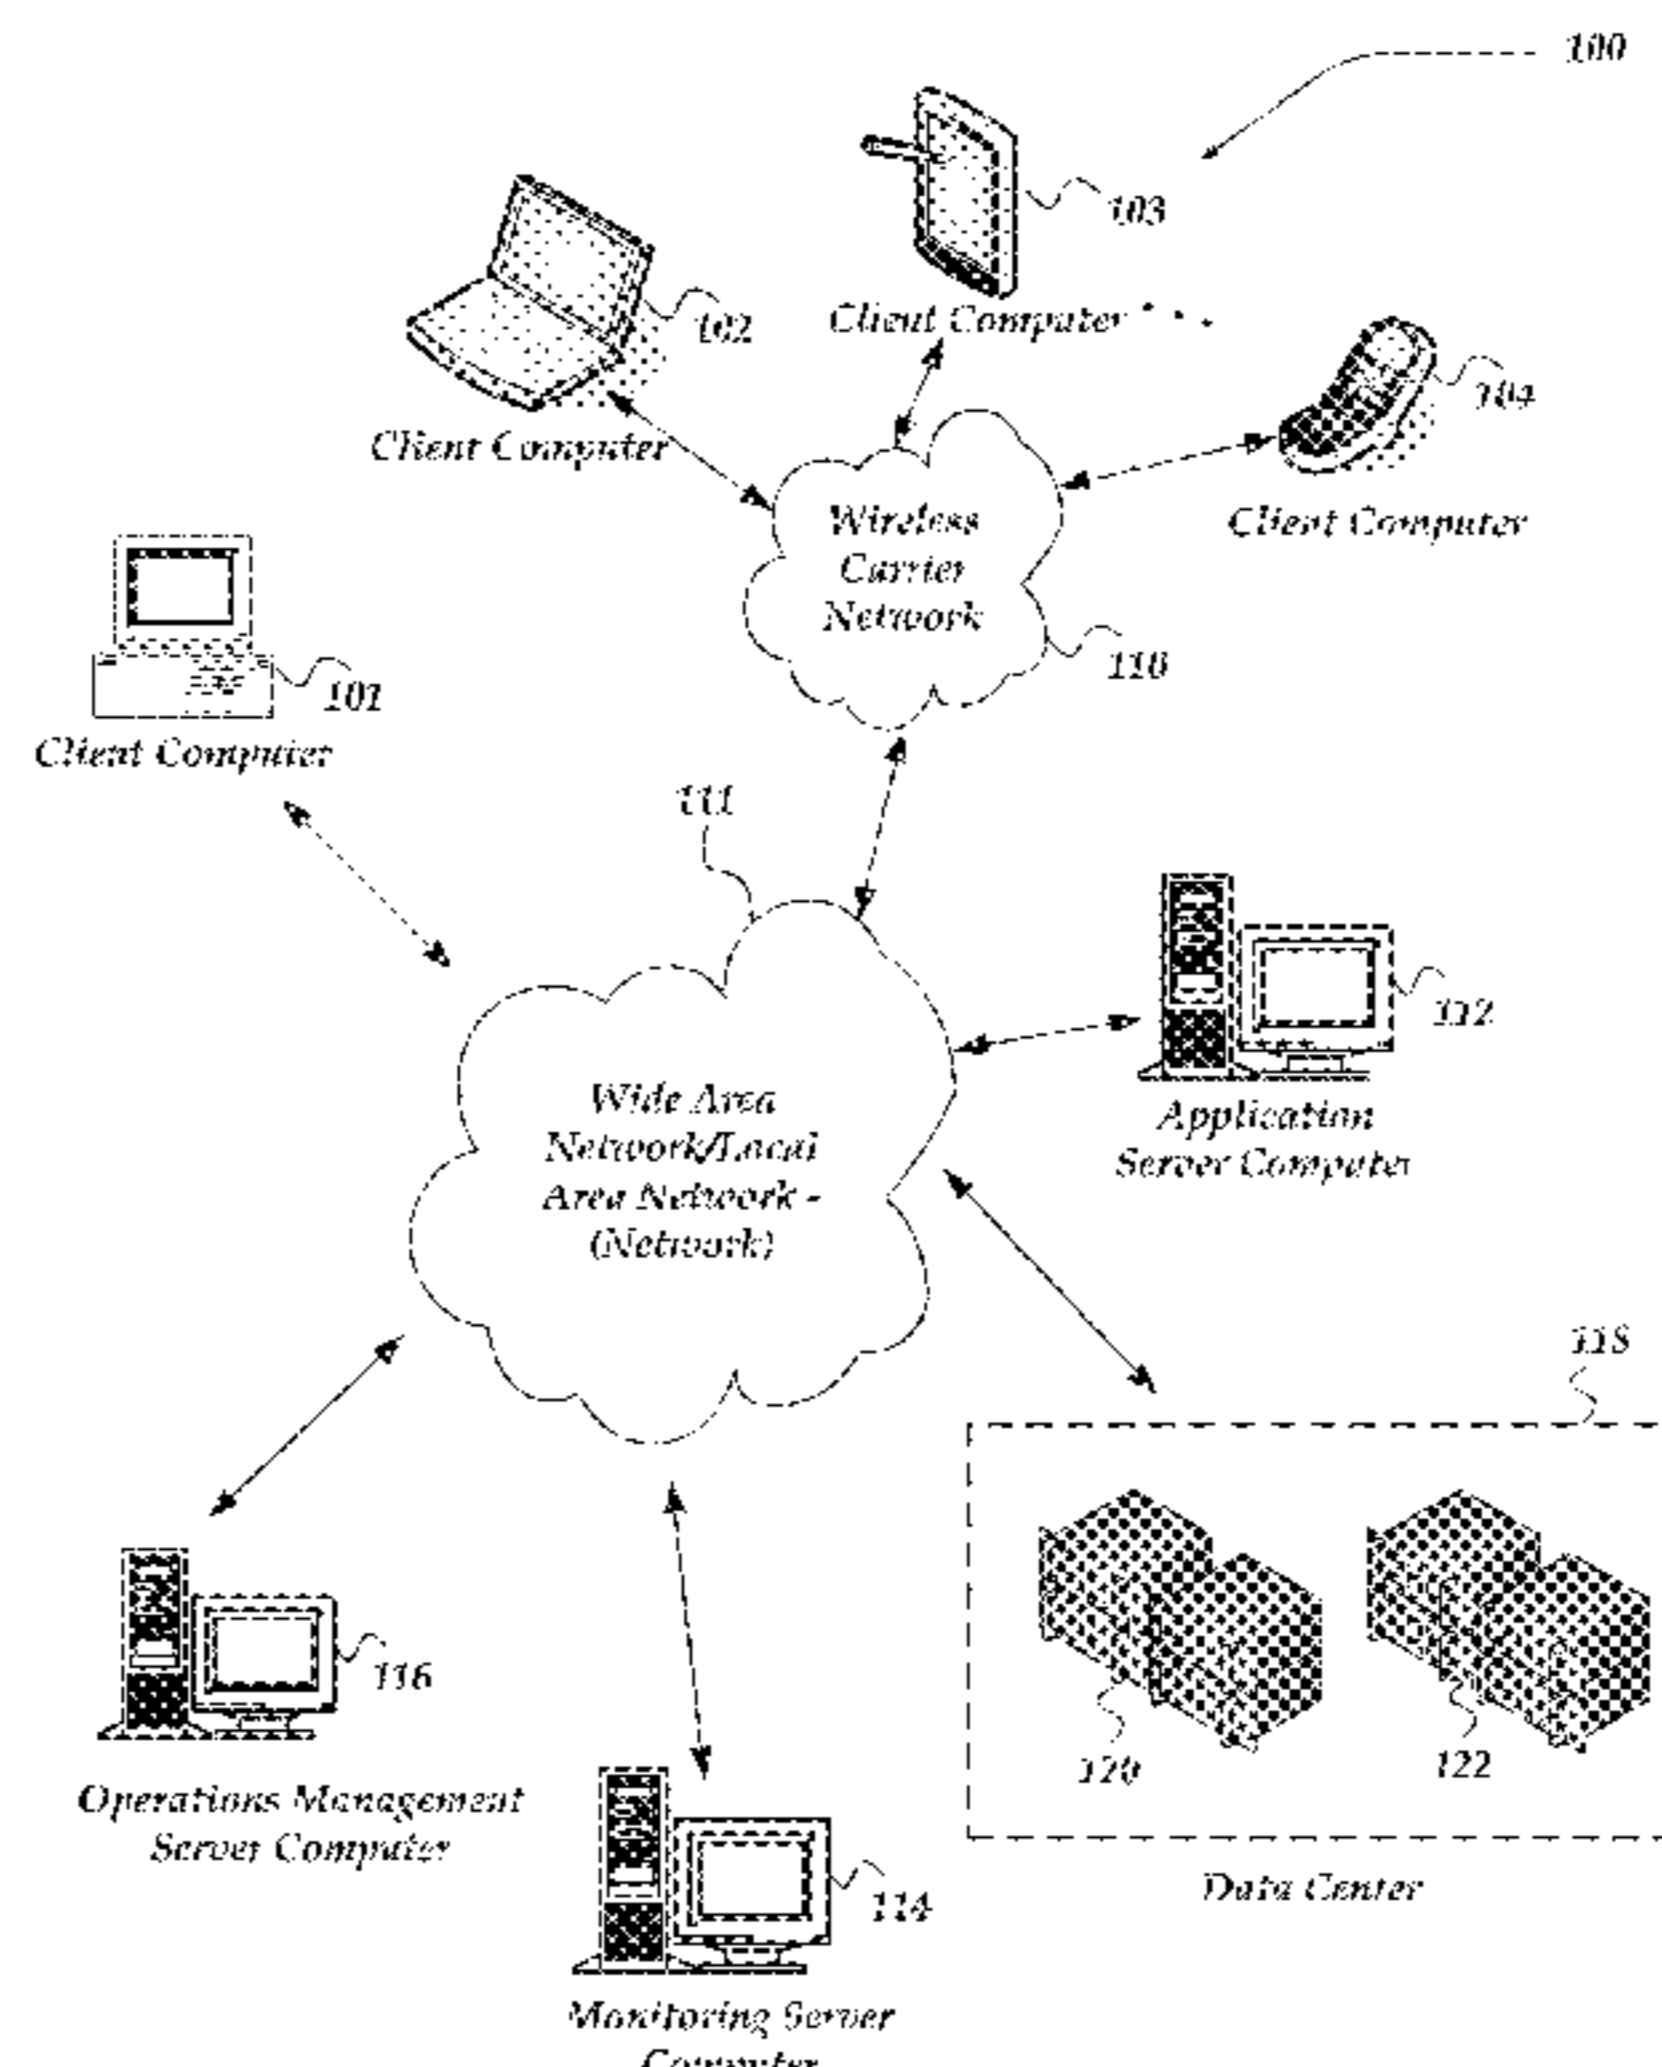 100
103
102
Client Computer
104
Client Computer
Client Computer
Wireless
Carrier
Network
110
101
Client Computer
111
112
Application
Server Computer
Wide Area
Network/Local
Area Network -
(Network)
118
116
120
122
Operations Management
Server Computer
Data Center
114
Monitoring Server
Computer